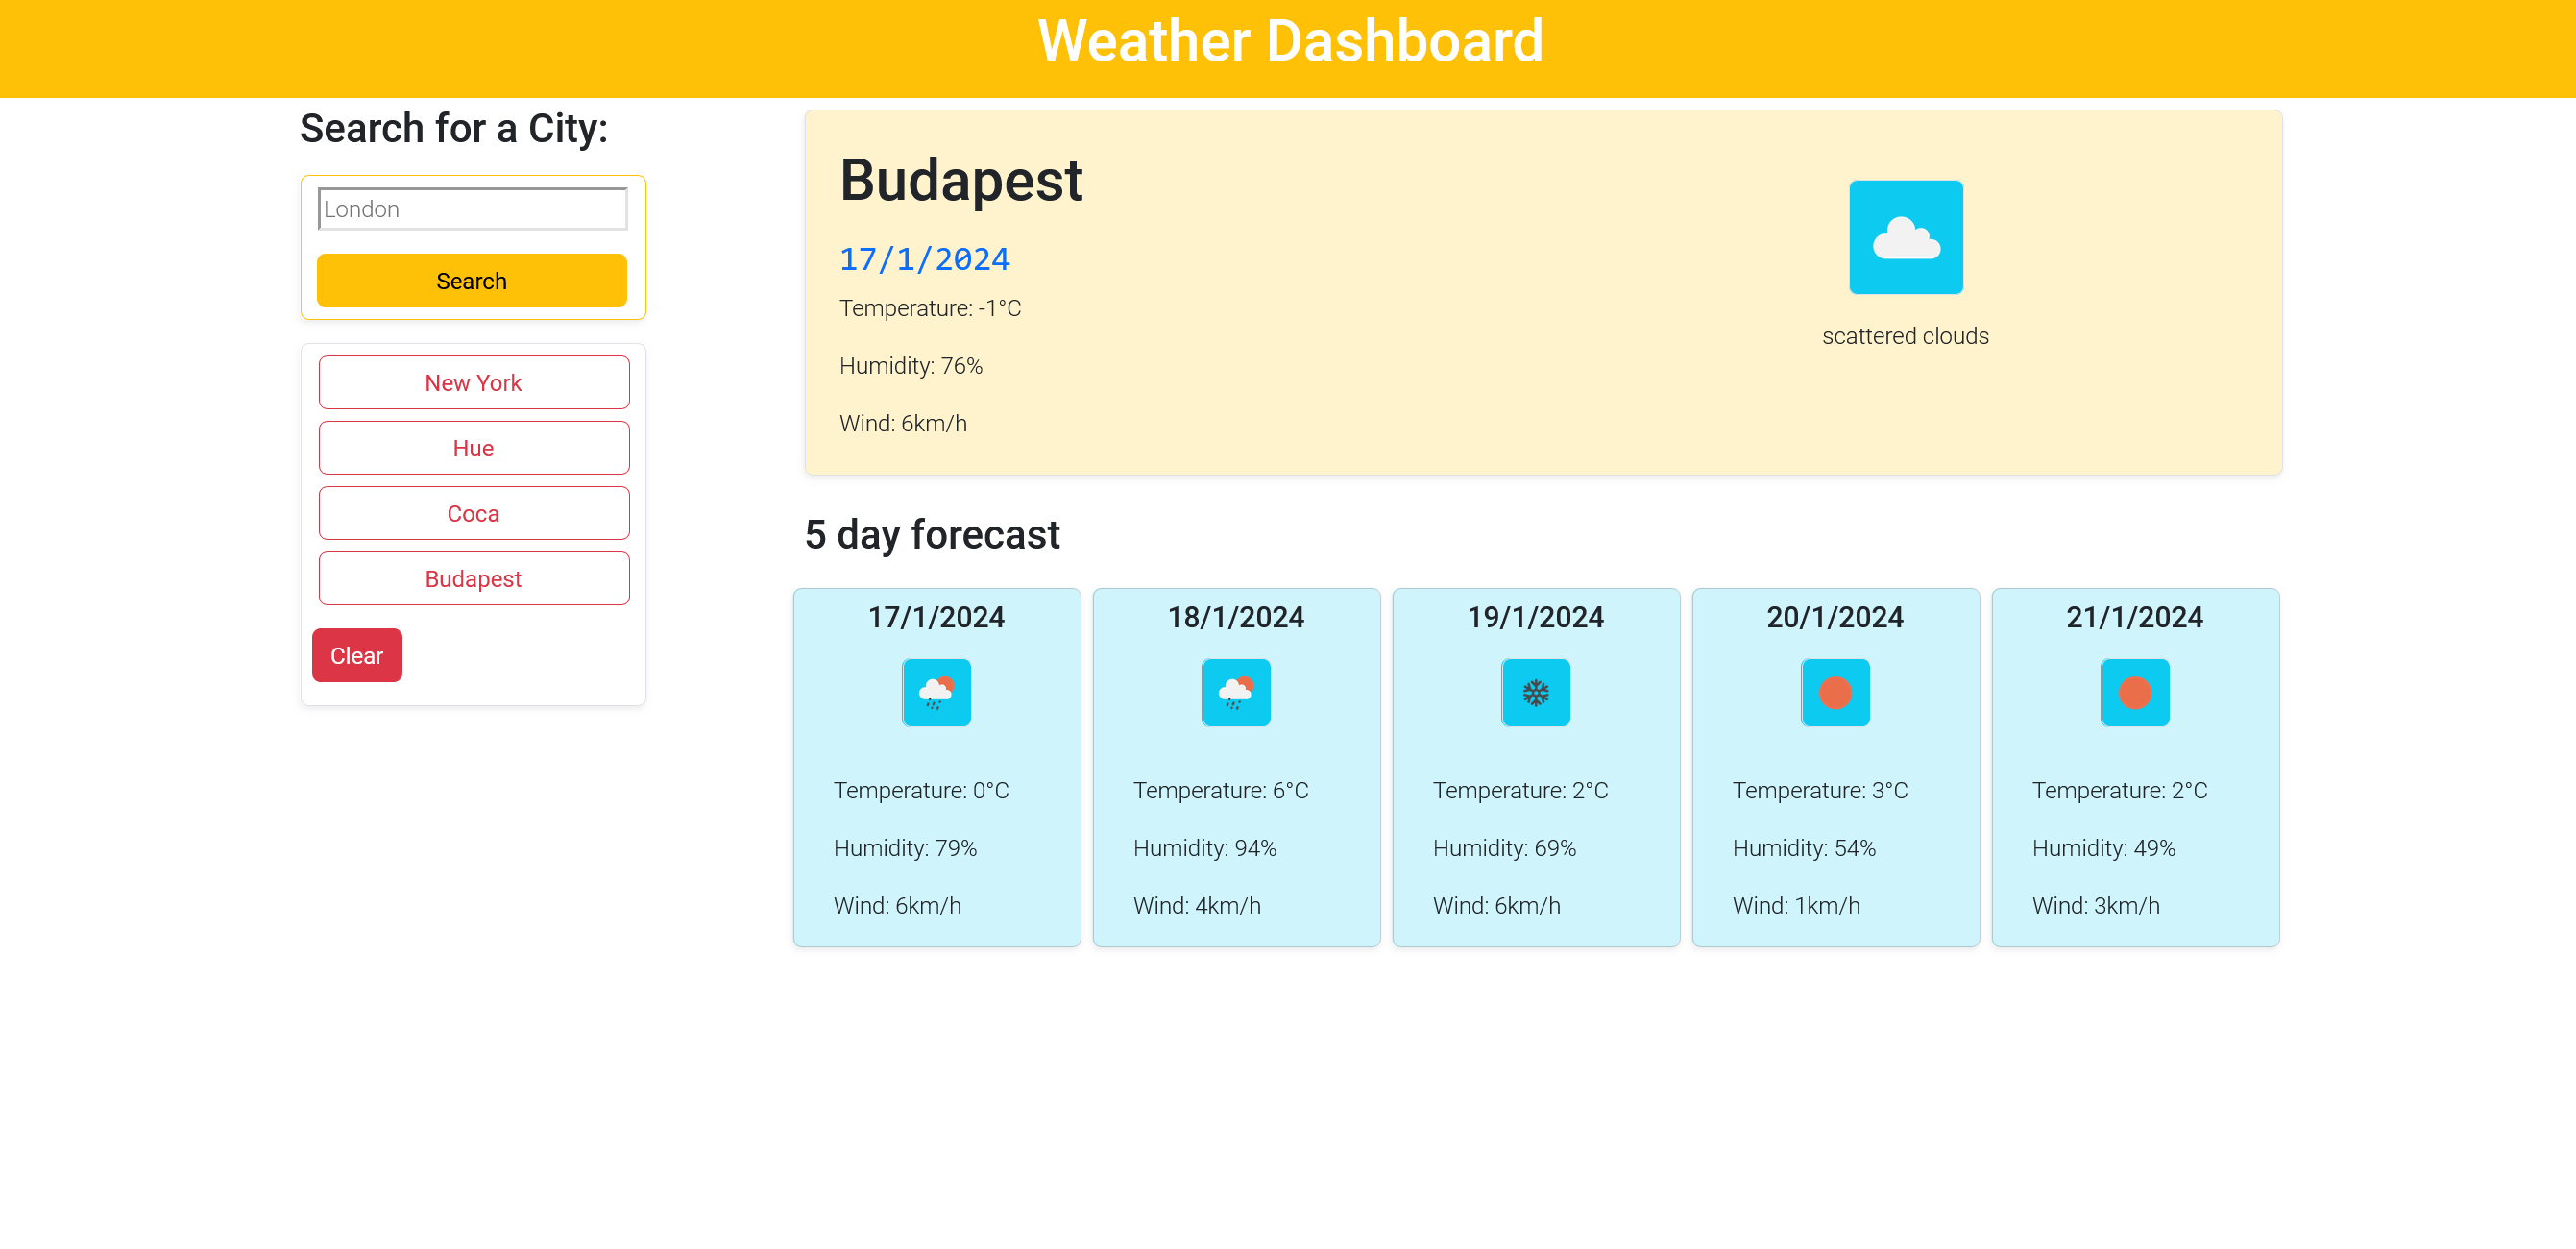 Weather Dashboard
Search for a City:
London
Search
New York
Hue
Coca
Budapest
Clear
Budapest
17/1/2024
Temperature: -1°C
Humidity: 76%
Wind: 6km/h
scattered clouds
5 day forecast
17/1/2024
Temperature: 0°C
Humidity: 79%
Wind: 6km/h
18/1/2024
Temperature: 6°C
Humidity: 94%
Wind: 4km/h
19/1/2024
Temperature: 2°C
Humidity: 69%
Wind: 6km/h
20/1/2024
Temperature: 3°C
Humidity: 54%
Wind: 1km/h
21/1/2024
Temperature: 2°C
Humidity: 49%
Wind: 3km/h